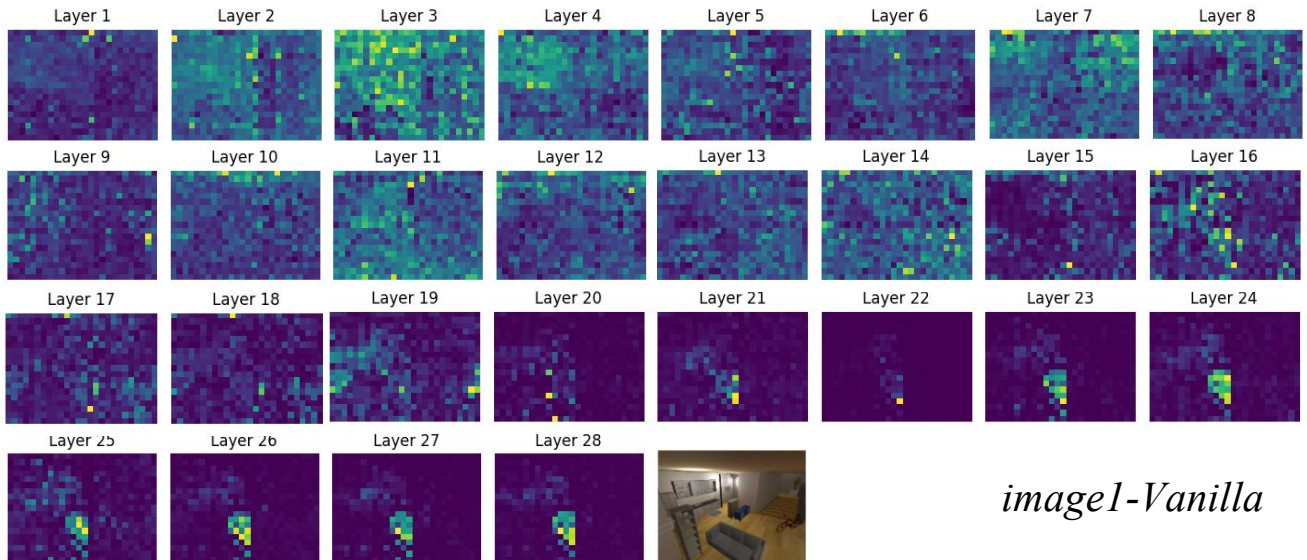 Layer 1 Layer 2 Layer 3 Layer 4 Layer 5 Layer 6 Layer 7 Layer 8
Layer 9 Layer 10 Layer 11 Layer 12 Layer 13 Layer 14 Layer 15 Layer 16
Layer 17 Layer 18 Layer 19 Layer 20 Layer 21 Layer 22 Layer 23 Layer 24
Layer 25 Layer 26 Layer 27 Layer 28
image1-Vanilla